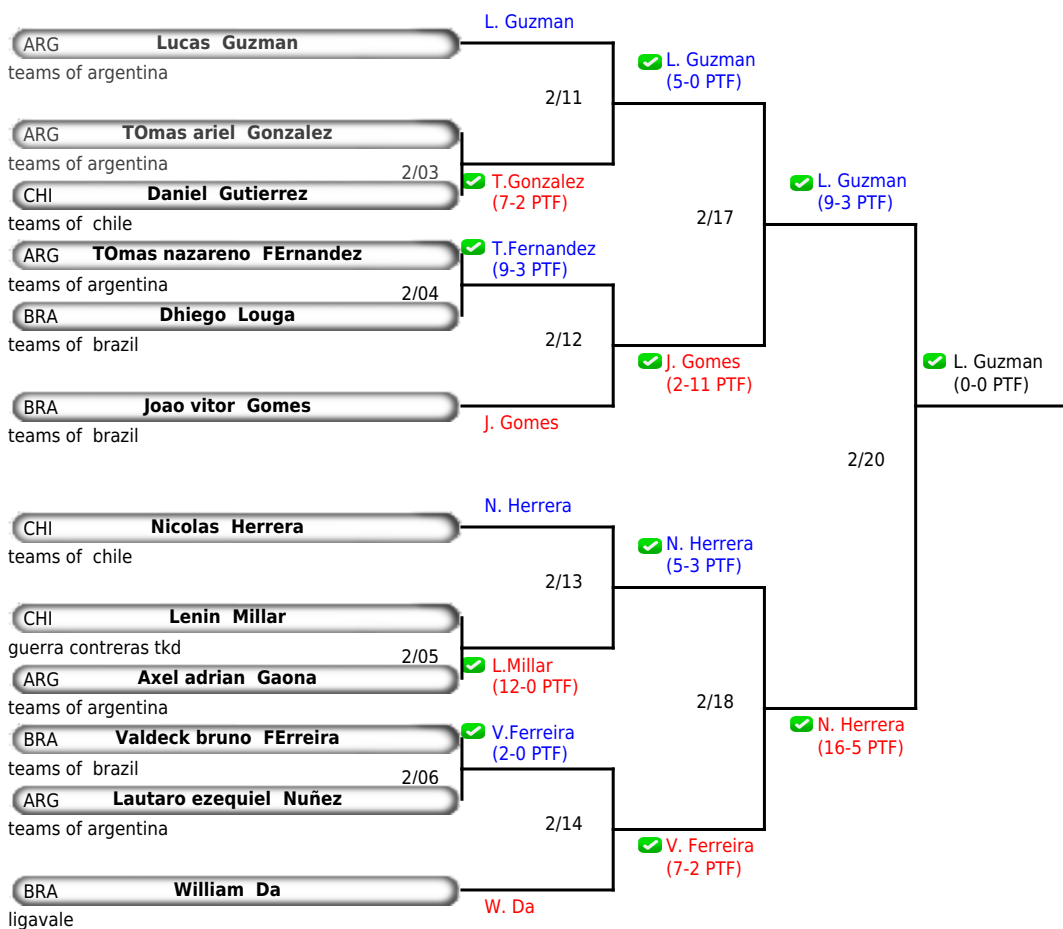 L. Guzman
ARG Lucas Guzman
teams of argentina
L. Guzman
(5-0 PTF)
2/11
ARG TOmas ariel Gonzalez
teams of argentina
2/03
T.Gonzalez
(7-2 PTF)
CHI Daniel Gutierrez
teams of chile
L. Guzman
(9-3 PTF)
2/17
ARG TOmas nazareno FErnandez
teams of argentina
T.Fernandez
(9-3 PTF)
2/04
BRA Dhiego Louga
teams of brazil
2/12
J. Gomes
(2-11 PTF)
L. Guzman
(0-0 PTF)
BRA Joao vitor Gomes
teams of brazil
J. Gomes
2/20
N. Herrera
CHI Nicolas Herrera
teams of chile
N. Herrera
(5-3 PTF)
2/13
CHI Lenin Millar
guerra contreras tkd
2/05
L.Millar
(12-0 PTF)
ARG Axel adrian Gaona
teams of argentina
2/18
N. Herrera
(16-5 PTF)
BRA Valdeck bruno FErreira
teams of brazil
V.Ferreira
(2-0 PTF)
2/06
ARG Lautaro ezequiel Nuñez
teams of argentina
2/14
V. Ferreira
(7-2 PTF)
BRA William Da
ligavale
W. Da